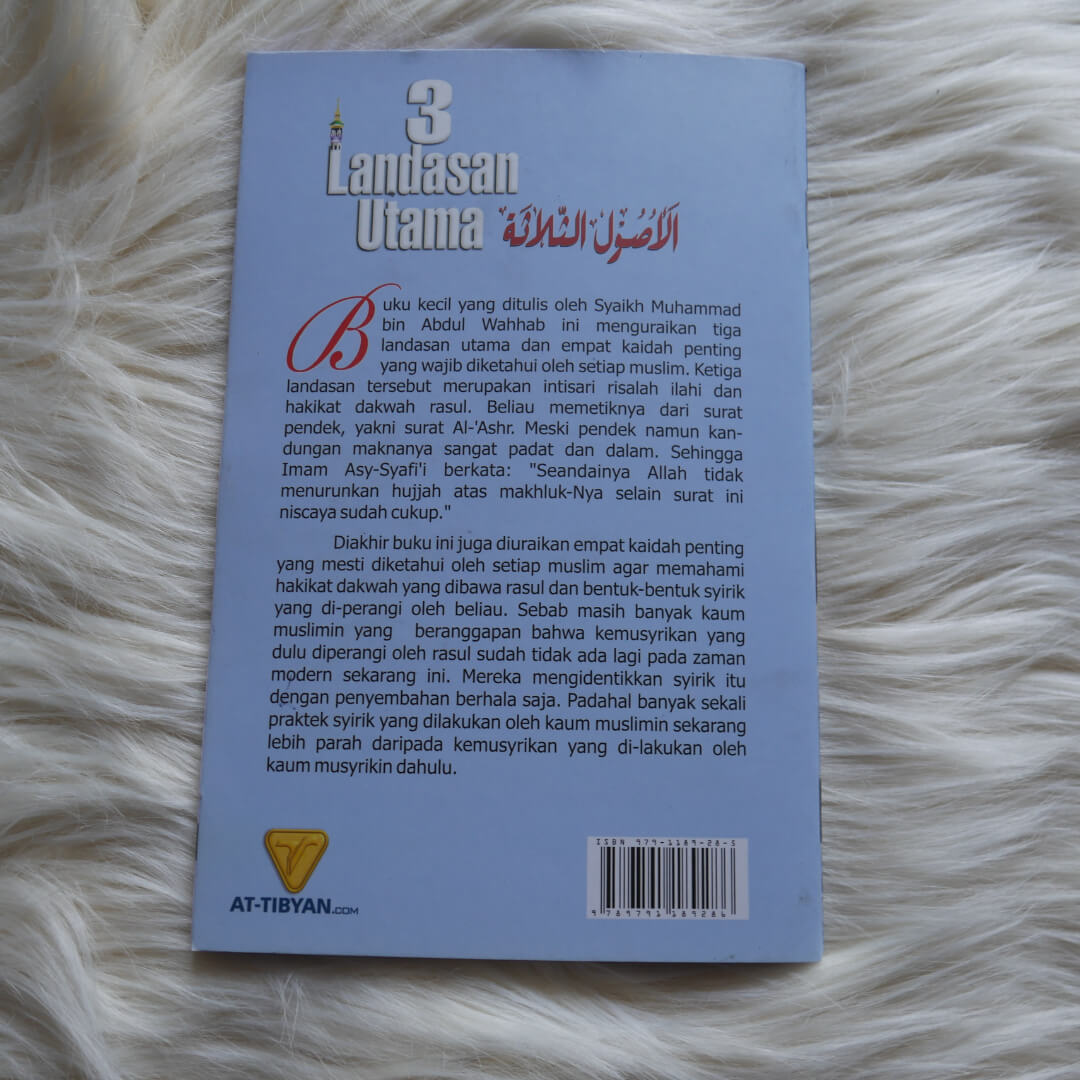 3
Landasan
Utama
الأصول الثلاثة
Buku kecil yang ditulis oleh Syaikh Muhammad
bin Abdul Wahhab ini menguraikan tiga
landasan utama dan empat kaidah penting
yang wajib diketahui oleh setiap muslim. Ketiga
landasan tersebut merupakan intisari risalah ilahi dan
hakikat dakwah rasul. Beliau memetiknya dari surat
pendek, yakni surat Al-'Ashr. Meski pendek namun kan-
dungan maknanya sangat padat dan dalam. Sehingga
Imam Asy-Syafi'i berkata: "Seandainya Allah tidak
menurunkan hujjah atas makhluk-Nya selain surat ini
niscaya sudah cukup."
Diakhir buku ini juga diuraikan empat kaidah penting
yang mesti diketahui oleh setiap muslim agar memahami
hakikat dakwah yang dibawa rasul dan bentuk-bentuk syirik
yang di-perangi oleh beliau. Sebab masih banyak kaum
muslimin yang beranggapan bahwa kemusyrikan yang
dulu diperangi oleh rasul sudah tidak ada lagi pada zaman
modern sekarang ini. Mereka mengidentikkan syirik itu
dengan penyembahan berhala saja. Padahal banyak sekali
praktek syirik yang dilakukan oleh kaum muslimin sekarang
lebih parah daripada kemusyrikan yang di-lakukan oleh
kaum musyrikin dahulu.
AT-TIBYAN.COM
ISBN 979-1189-28-5
9 789791 189286